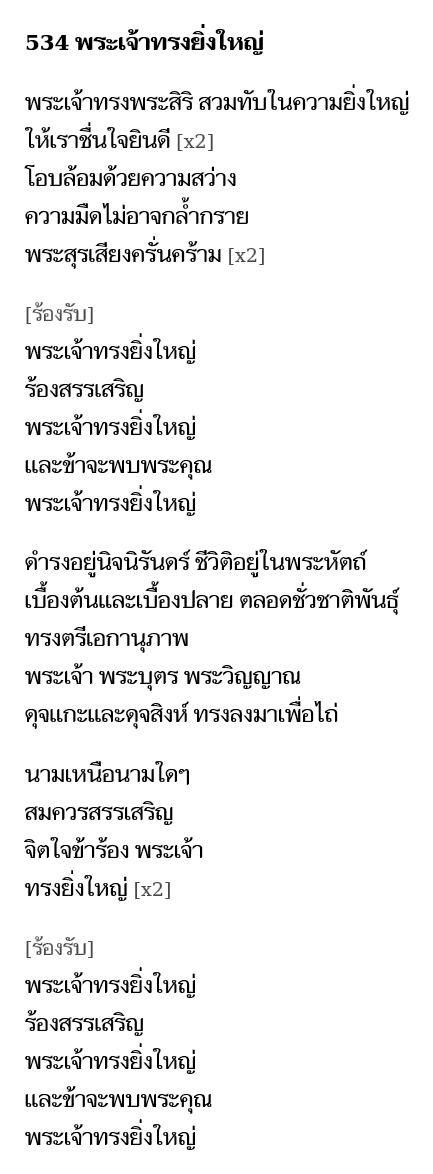 534 พระเจ้าทรงยิ่งใหญ่
พระเจ้าทรงพระสิริ สวมทับในความยิ่งใหญ่
ให้เราชื่นใจยินดี [x2]
โอบล้อมด้วยความสว่าง
ความมืดไม่อาจกล้ำกราย
พระสุรเสียงครั่นคร้าม [x2]
[ร้องรับ]
พระเจ้าทรงยิ่งใหญ่
ร้องสรรเสริญ
พระเจ้าทรงยิ่งใหญ่
และข้าจะพบพระคุณ
พระเจ้าทรงยิ่งใหญ่
ดำรงอยู่นิจนิรันดร์ ชีวิติอยู่ในพระหัตถ์
เบื้องต้นและเบื้องปลาย ตลอดชั่วชาติพันธุ์
ทรงตรีเอกานุภาพ
พระเจ้า พระบุตร พระวิญญาณ
ดุจแกะและดุจสิงห์ ทรงลงมาเพื่อไถ่
นามเหนือนามใดๆ
สมควรสรรเสริญ
จิตใจข้าร้อง พระเจ้า
ทรงยิ่งใหญ่ [x2]
[ร้องรับ]
พระเจ้าทรงยิ่งใหญ่
ร้องสรรเสริญ
พระเจ้าทรงยิ่งใหญ่
และข้าจะพบพระคุณ
พระเจ้าทรงยิ่งใหญ่